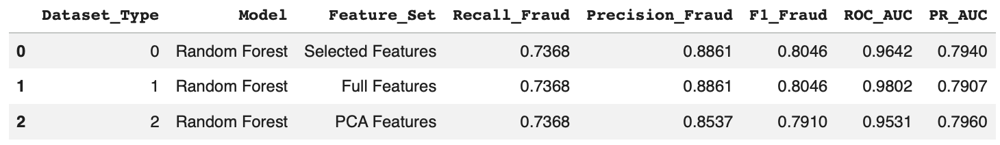 Dataset_Type Model Feature_Set Recall_Fraud Precision_Fraud F1_Fraud ROC_AUC PR_AUC
0 0 Random Forest Selected Features 0.7368 0.8861 0.8046 0.9642 0.7940
1 1 Random Forest Full Features 0.7368 0.8861 0.8046 0.9802 0.7907
2 2 Random Forest PCA Features 0.7368 0.8537 0.7910 0.9531 0.7960